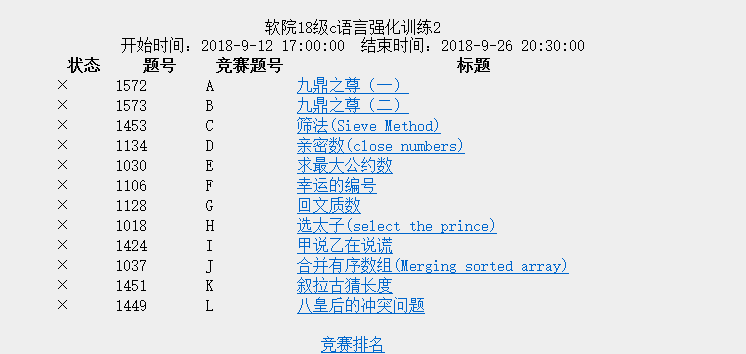 软院18级c语言强化训练2
开始时间：2018-9-12 17:00:00 结束时间：2018-9-26 20:30:00
状态 题号 竞赛题号 标题
× 1572 A 九鼎之尊（一）
× 1573 B 九鼎之尊（二）
× 1453 C 筛法(Sieve Method)
× 1134 D 亲密数(close numbers)
× 1030 E 求最大公约数
× 1106 F 幸运的编号
× 1128 G 回文质数
× 1018 H 选太子(select the prince)
× 1424 I 甲说乙在说谎
× 1037 J 合并有序数组(Merging sorted array)
× 1451 K 叙拉古猜长度
× 1449 L 八皇后的冲突问题
竞赛排名